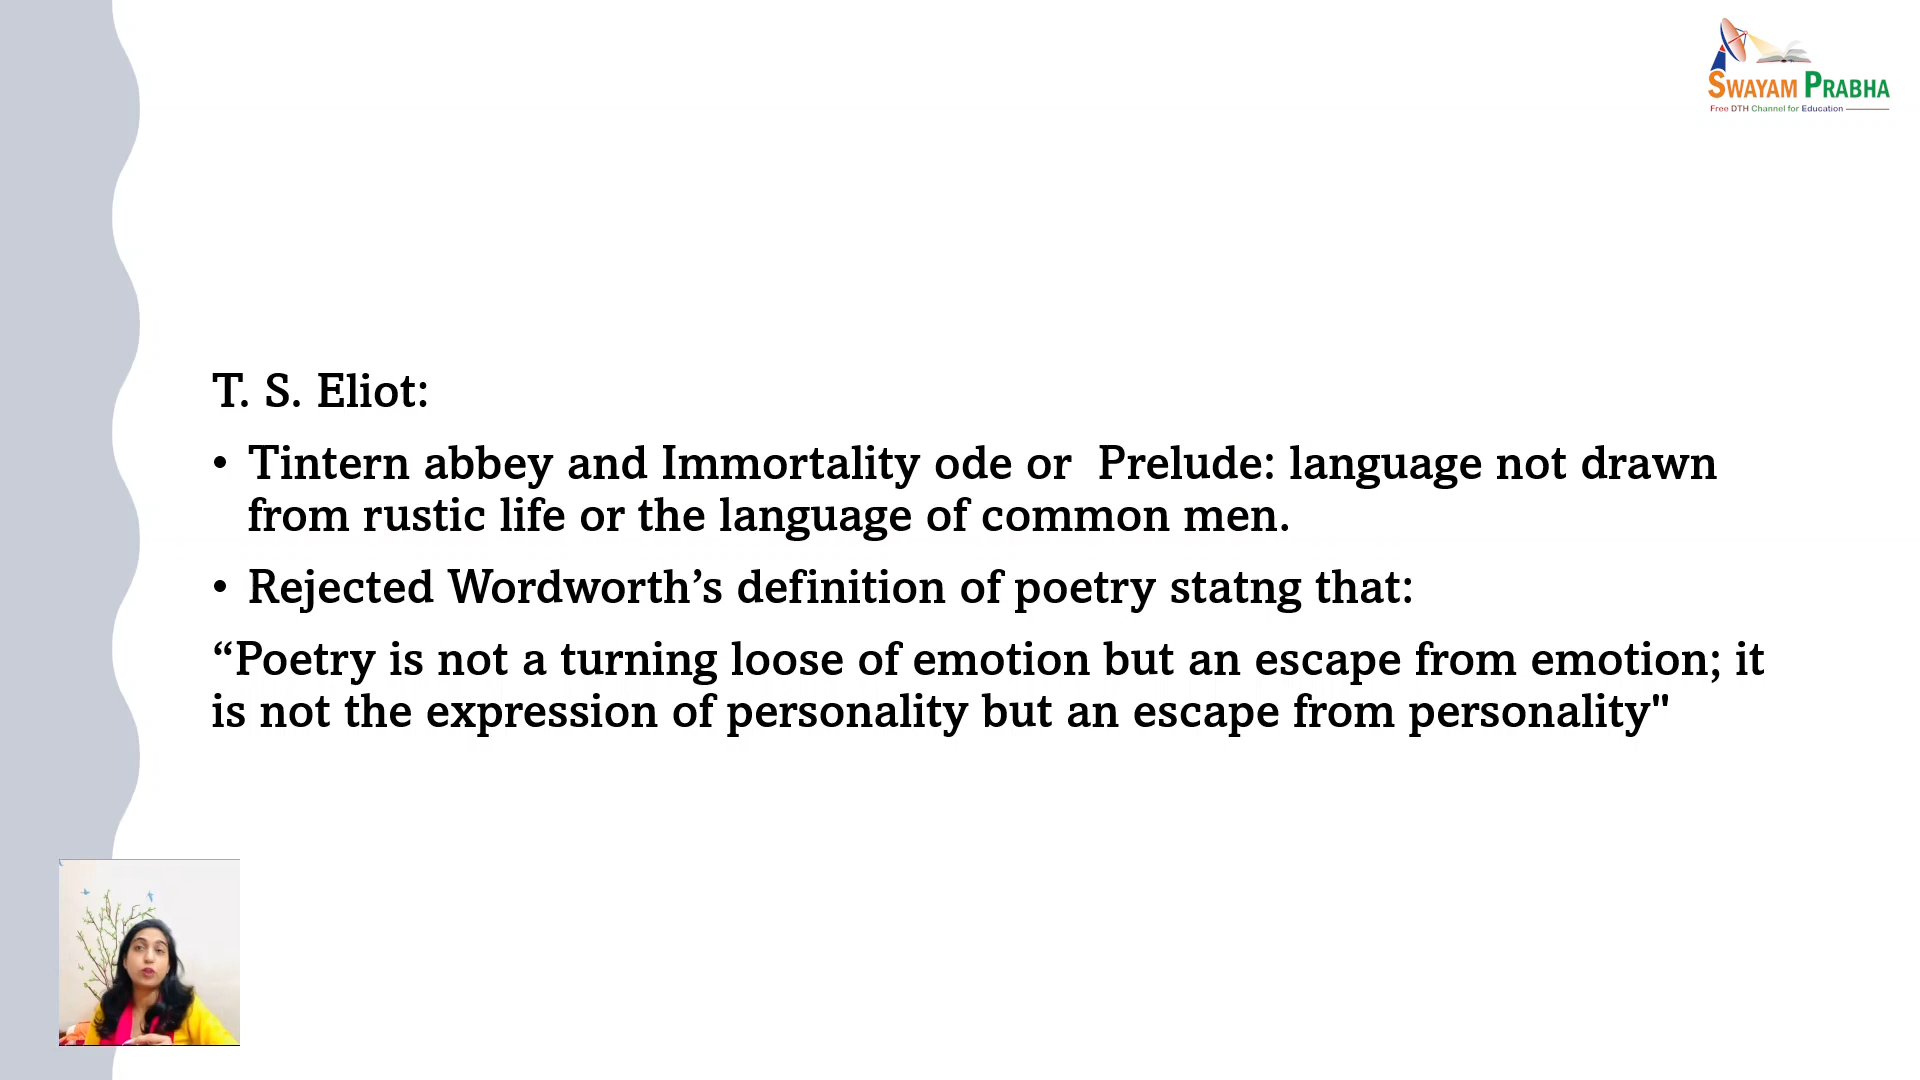 SWAYAM PRABHA
Free DTH Channel for Education
T. S. Eliot:
• Tintern abbey and Immortality ode or  Prelude: language not drawn
from rustic life or the language of common men.
• Rejected Wordworth’s definition of poetry statng that:
“Poetry is not a turning loose of emotion but an escape from emotion; it
is not the expression of personality but an escape from personality"